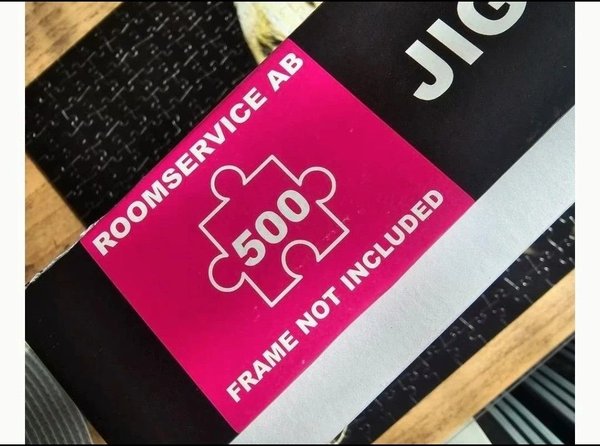 ROOMSERVICE AB
500
FRAME NOT INCLUDED
JIG